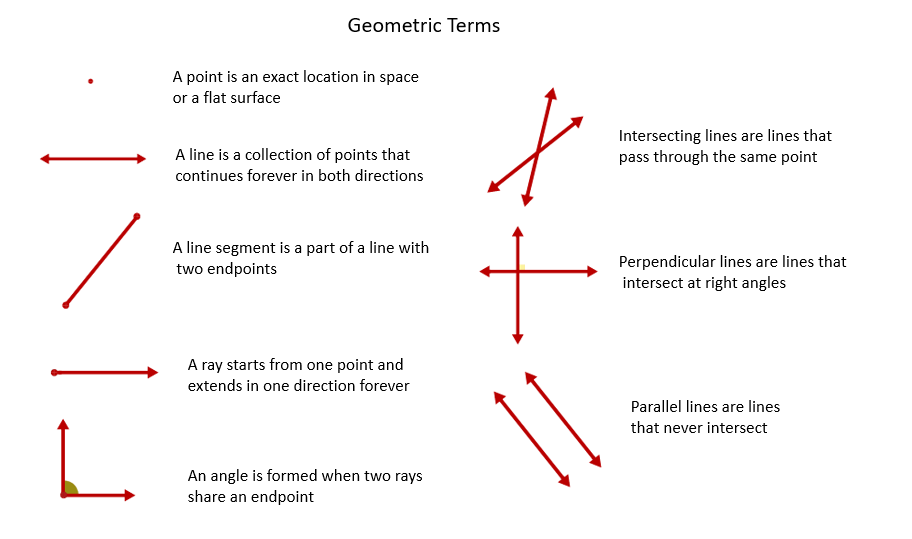 Geometric Terms
A point is an exact location in space
or a flat surface
A line is a collection of points that
continues forever in both directions
A line segment is a part of a line with
two endpoints
A ray starts from one point and
extends in one direction forever
An angle is formed when two rays
share an endpoint
Intersecting lines are lines that
pass through the same point
Perpendicular lines are lines that
intersect at right angles
Parallel lines are lines
that never intersect